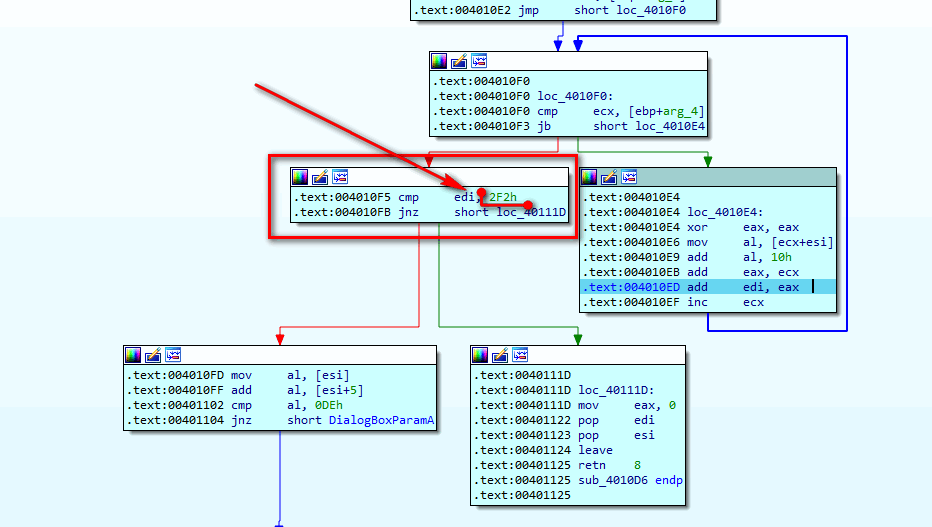 .text:004010E2 jmp     short loc_4010F0
.text:004010F0
.text:004010F0 loc_4010F0:
.text:004010F0 cmp     ecx, [ebp+arg_4]
.text:004010F3 jb      short loc_4010E4
.text:004010F5 cmp     edi, 2F2h
.text:004010FB jnz     short loc_40111D
.text:004010E4
.text:004010E4 loc_4010E4:
.text:004010E4 xor     eax, eax
.text:004010E6 mov     al, [ecx+esi]
.text:004010E9 add     al, 10h
.text:004010EB add     eax, ecx
.text:004010ED add     edi, eax
.text:004010EF inc     ecx
.text:004010FD mov     al, [esi]
.text:004010FF add     al, [esi+5]
.text:00401102 cmp     al, 0DEh
.text:00401104 jnz     short DialogBoxParamA
.text:0040111D
.text:0040111D loc_40111D:
.text:0040111D mov     eax, 0
.text:00401122 pop     edi
.text:00401123 pop     esi
.text:00401124 leave
.text:00401125 retn    8
.text:00401125 sub_4010D6 endp
.text:00401125